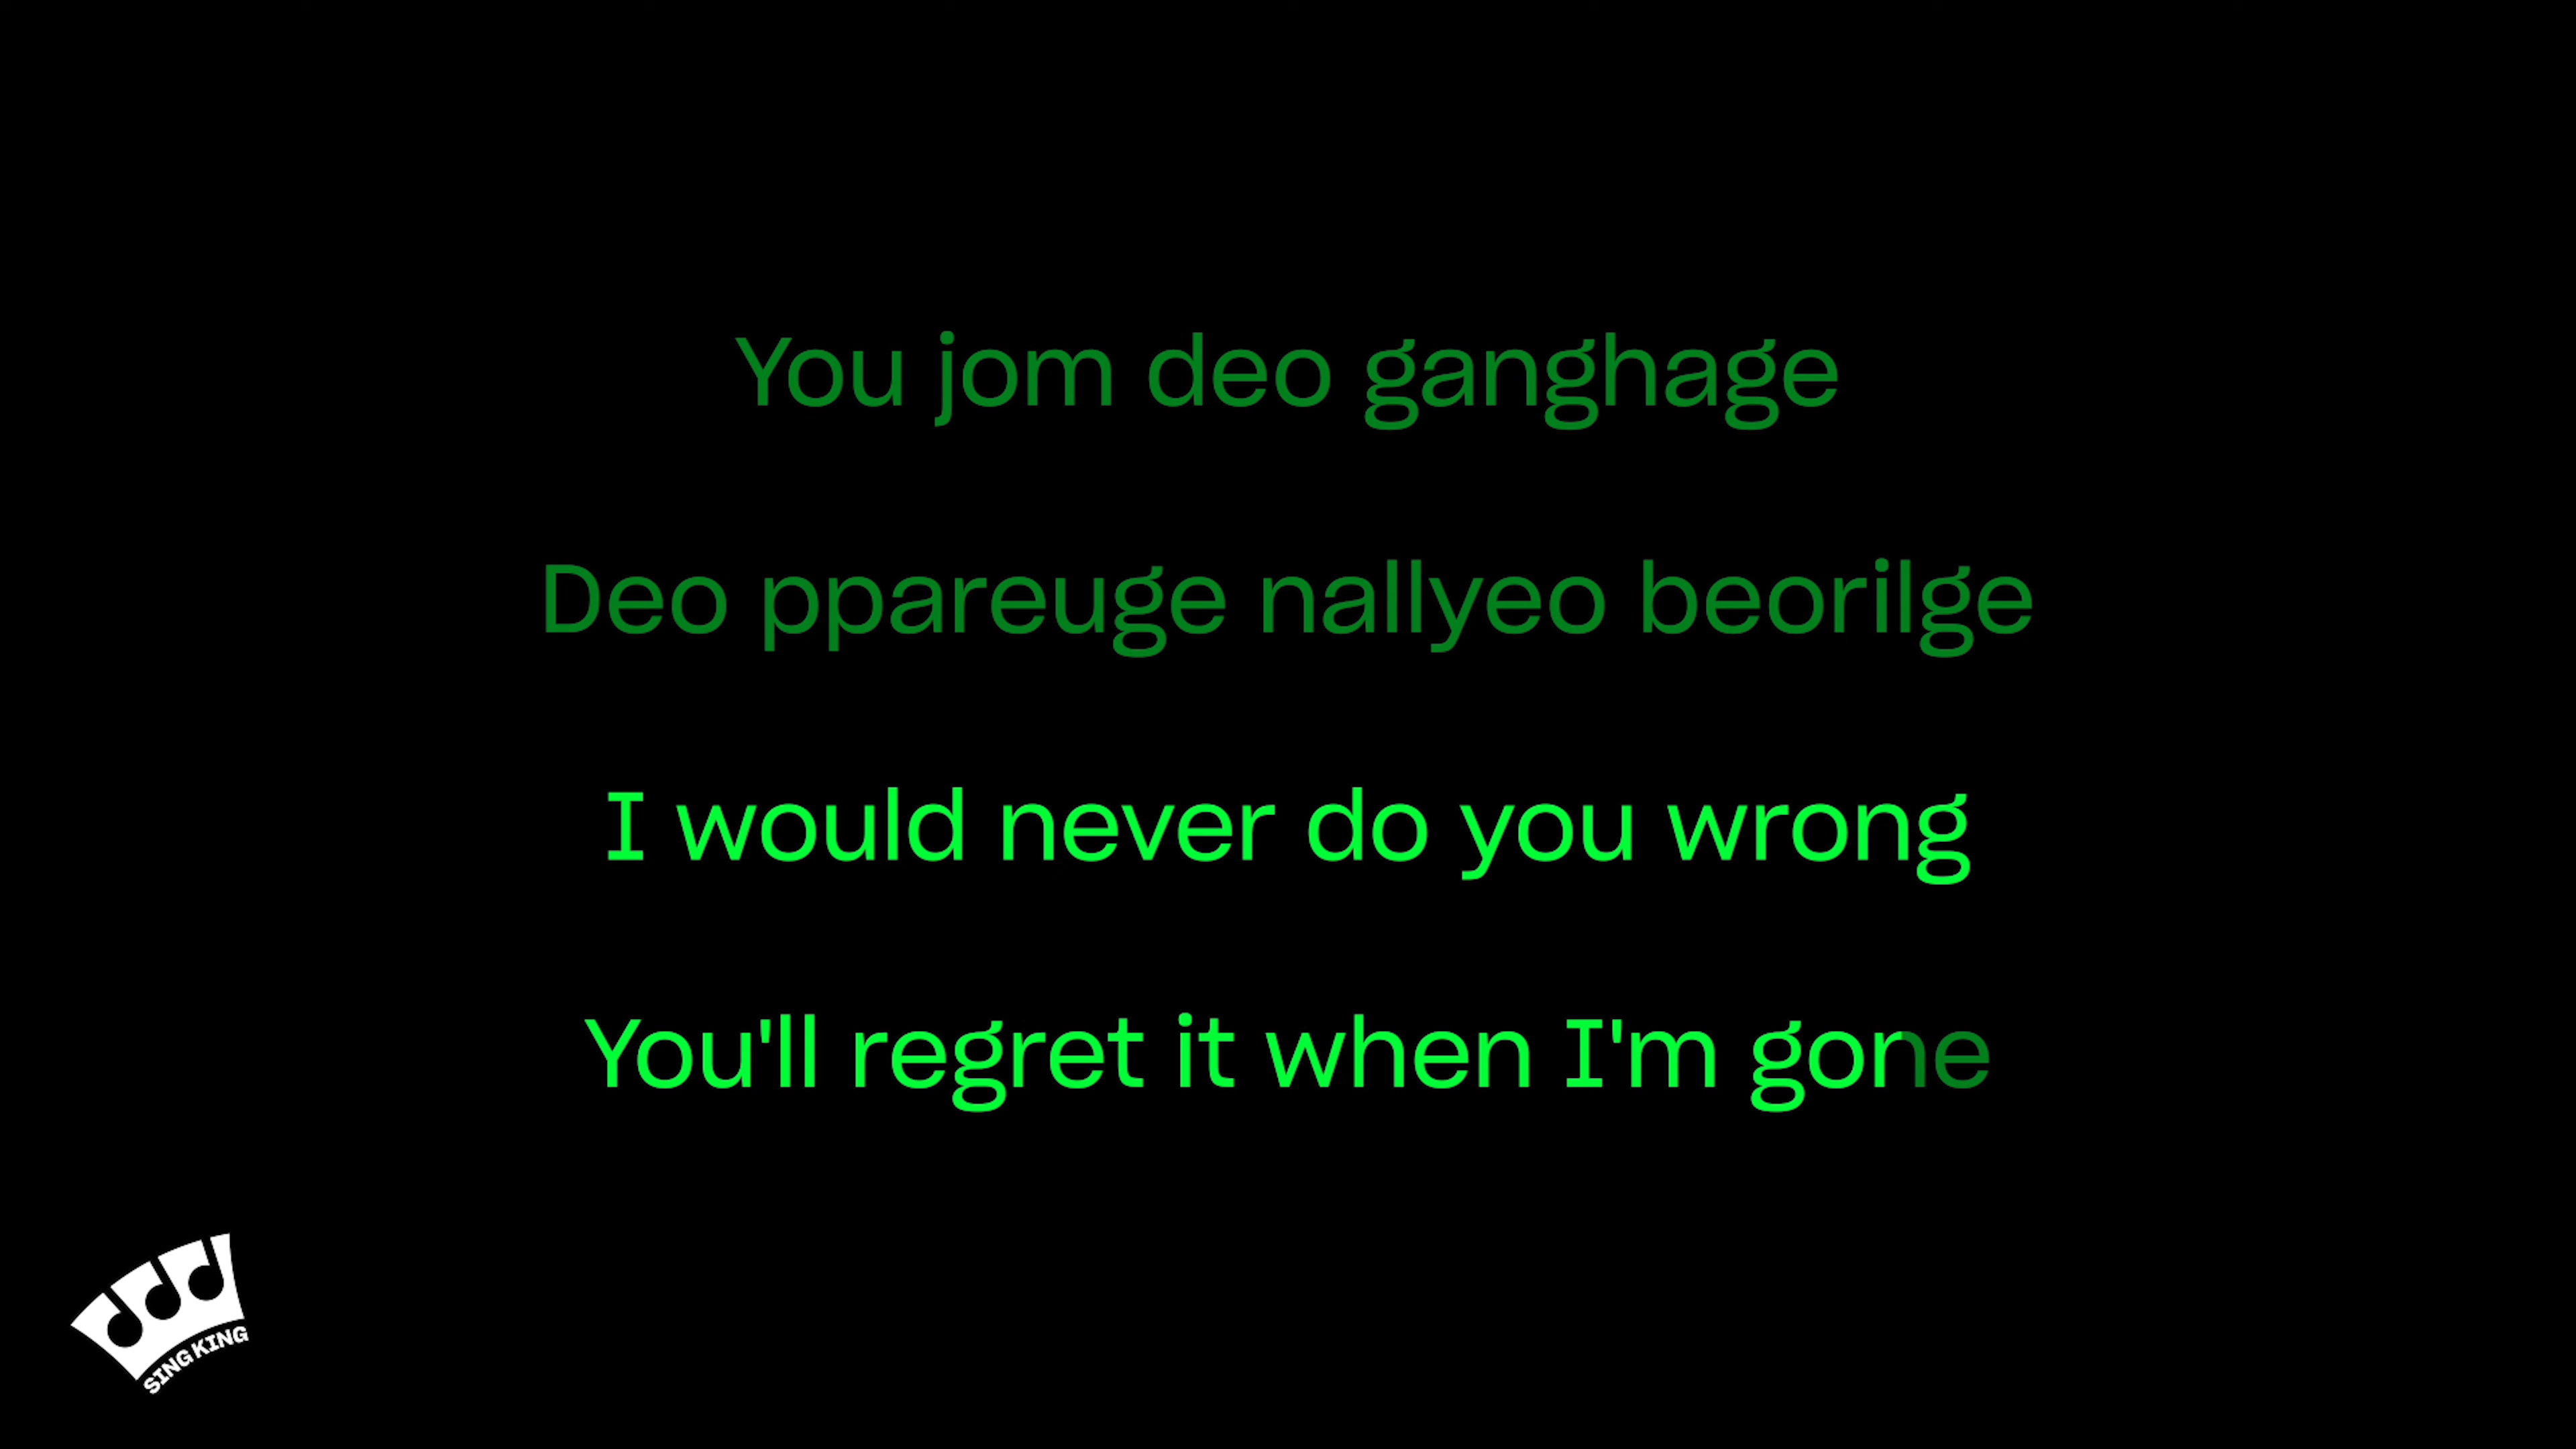 You jom deo ganghage
Deo ppareuge nallyeo beorilge
I would never do you wrong
You'll regret it when I'm gone
SING KING